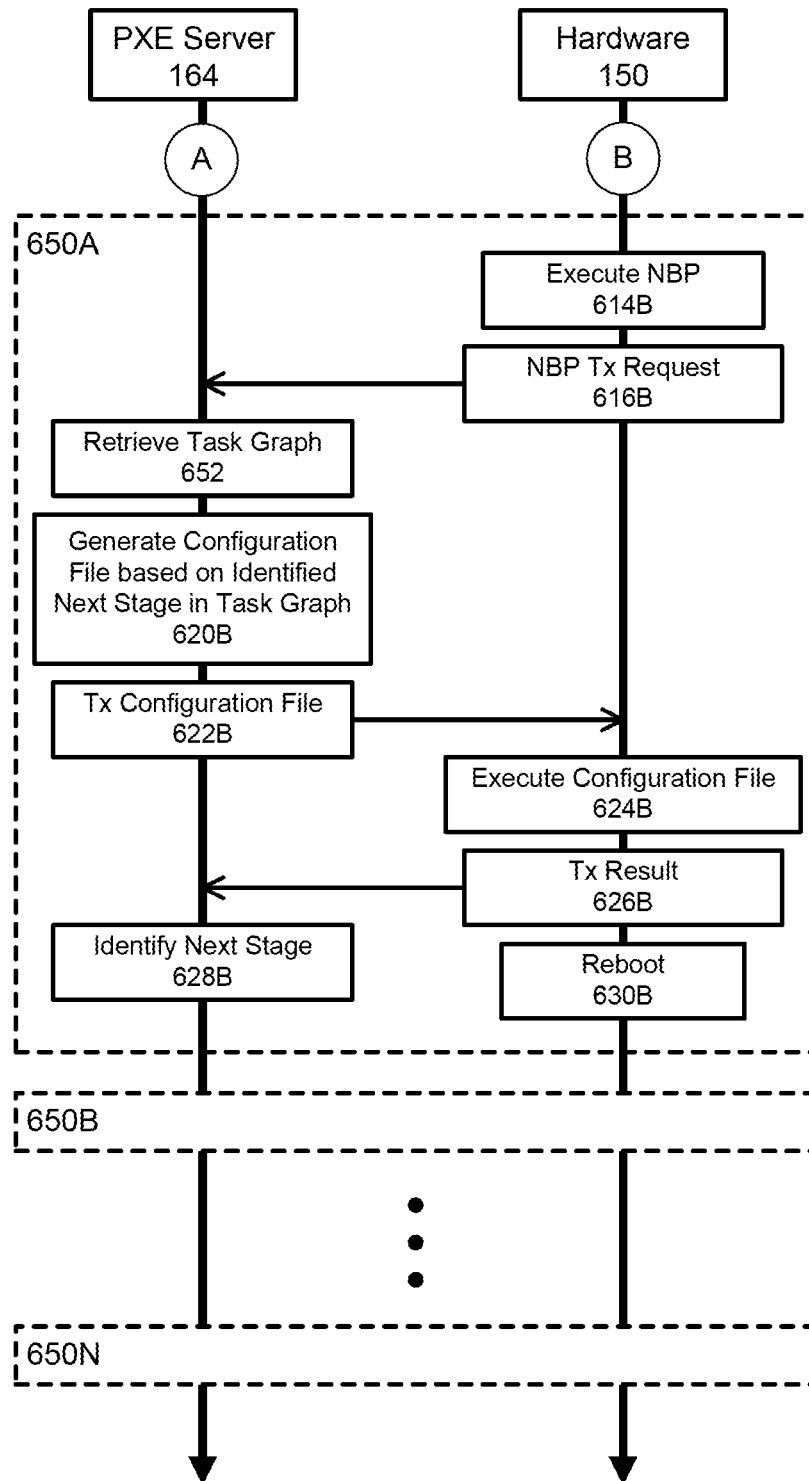 PXE Server
164
Hardware
150
A
B
650A
Execute NBP
614B
NBP Tx Request
616B
Retrieve Task Graph
652
Generate Configuration
File based on Identified
Next Stage in Task Graph
620B
Tx Configuration File
622B
Execute Configuration File
624B
Tx Result
626B
Identify Next Stage
628B
Reboot
630B
650B
650N